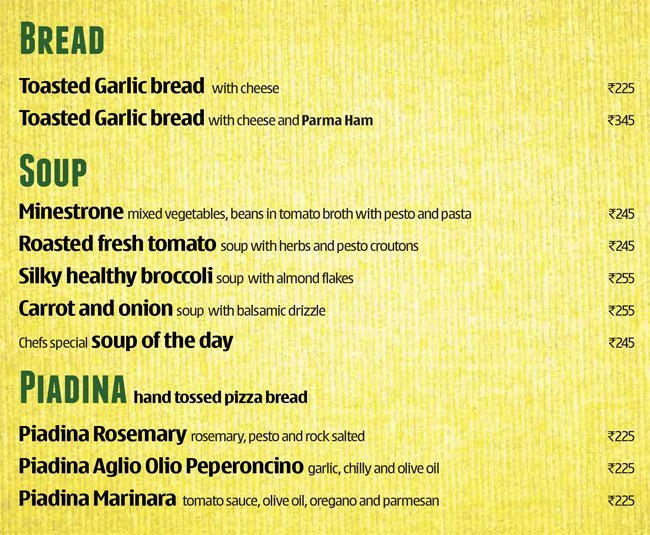 BREAD
Toasted Garlic bread with cheese ₹225
Toasted Garlic bread with cheese and Parma Ham ₹345
SOUP
Minestrone mixed vegetables, beans in tomato broth with pesto and pasta ₹245
Roasted fresh tomato soup with herbs and pesto croutons ₹245
Silky healthy broccoli soup with almond flakes ₹255
Carrot and onion soup with balsamic drizzle ₹255
Chefs special soup of the day ₹245
PIADINA hand tossed pizza bread
Piadina Rosemary rosemary, pesto and rock salted ₹225
Piadina Aglio Olio Peperoncino garlic, chilly and olive oil ₹225
Piadina Marinara tomato sauce, olive oil, oregano and parmesan ₹225